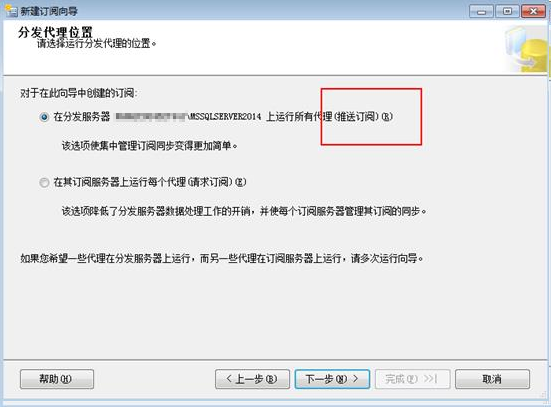 新建订阅向导
分发代理位置
请选择运行分发代理的位置。
对于在此向导中创建的订阅:
在分发服务器 \MSSQLSERVER2014 上运行所有代理(推送订阅)(R)
该选项使集中管理订阅同步变得更加简单。
在其订阅服务器上运行每个代理(请求订阅)(E)
该选项降低了分发服务器数据处理工作的开销，并使每个订阅服务器管理其订阅的同步。
如果您希望一些代理在分发服务器上运行，而另一些代理在订阅服务器上运行，请多次运行向导。
帮助(H) <上一步(B) 下一步(N)> 完成(F) >>| 取消